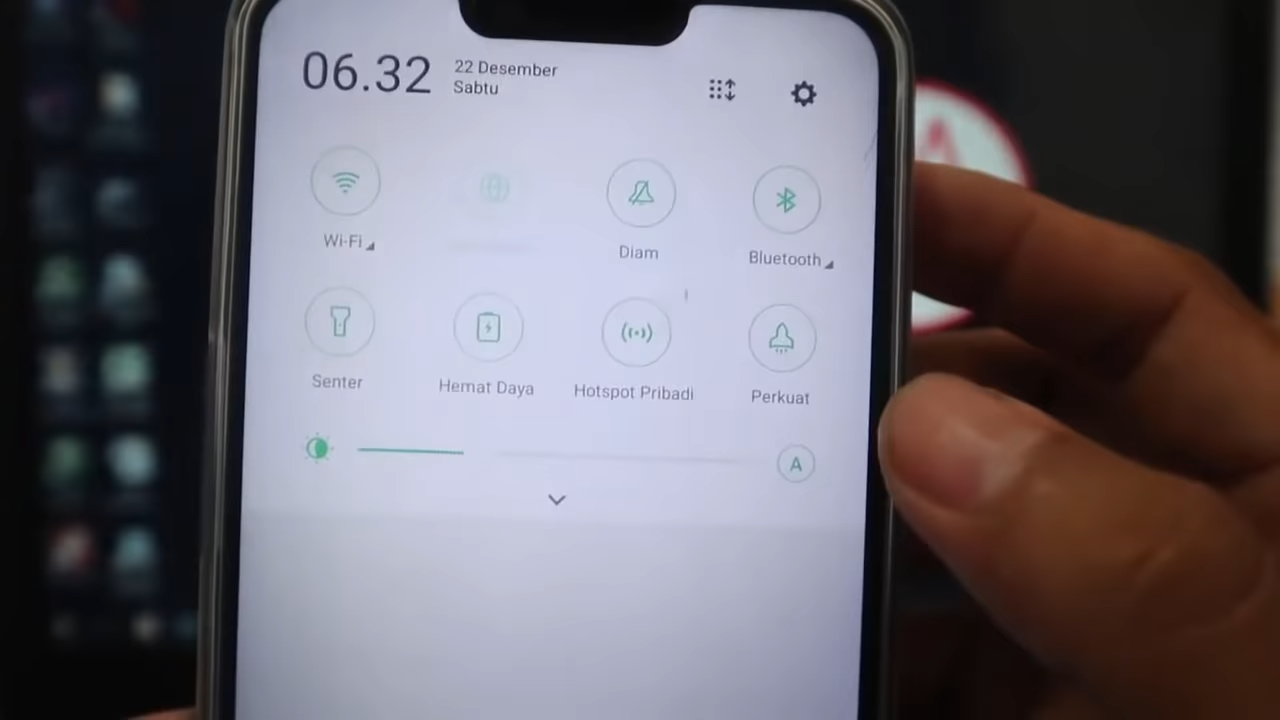 06.32
22 Desember
Sabtu
Wi-Fi
Diam
Bluetooth
Senter
Hemat Daya
Hotspot Pribadi
Perkuat
A